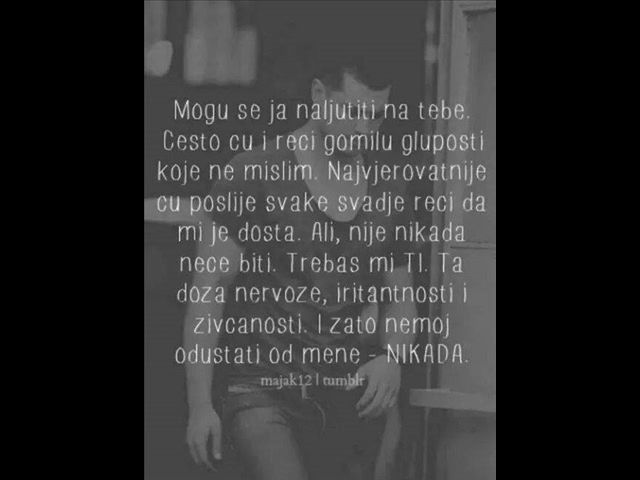 Mogu se ja naljutiti na tebe.
Cesto cu i reci gomilu gluposti
koje ne mislim. Najvjerovatnije
cu poslije svake svadje reci da
mi je dosta. Ali, nije nikada
nece biti. Trebas mi TI. Ta
doza nervoze, iritantnosti i
zivcanosti. I zato nemoj
odustati od mene - NIKADA.
majak12 | tumblr